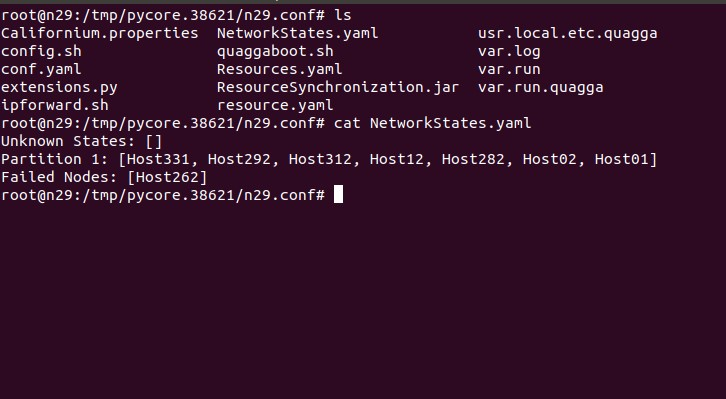 root@n29:/tmp/pycore.38621/n29.conf# ls
Californium.properties  NetworkStates.yaml           usr.local.etc.quagga
config.sh               quaggaboot.sh                var.log
conf.yaml               Resources.yaml               var.run
extensions.py           ResourceSynchronization.jar  var.run.quagga
ipforward.sh            resource.yaml
root@n29:/tmp/pycore.38621/n29.conf# cat NetworkStates.yaml
Unknown States: []
Partition 1: [Host331, Host292, Host312, Host12, Host282, Host02, Host01]
Failed Nodes: [Host262]
root@n29:/tmp/pycore.38621/n29.conf#